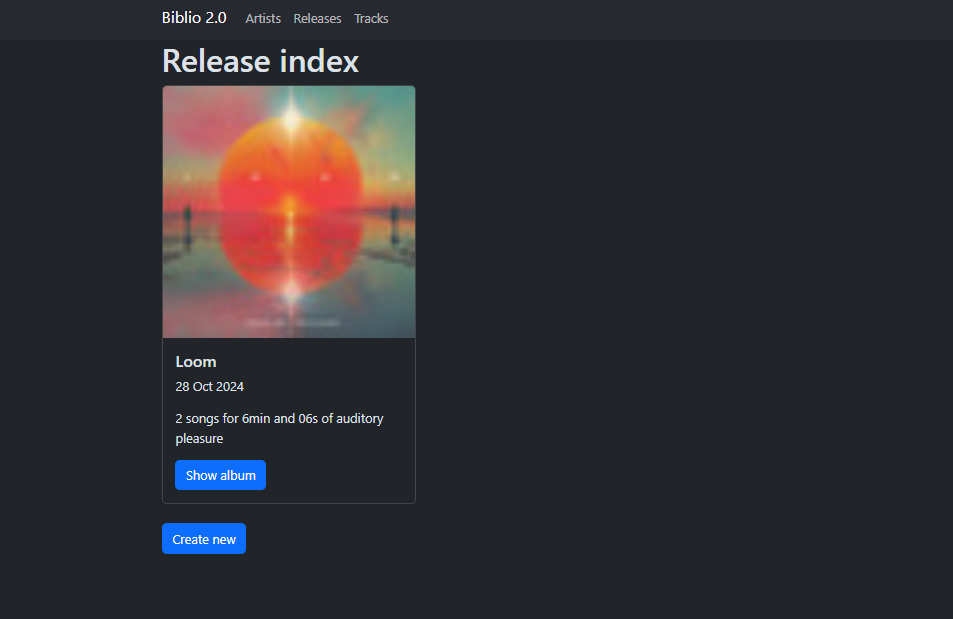 Biblio 2.0 Artists Releases Tracks
Release index
Loom
28 Oct 2024
2 songs for 6min and 06s of auditory
pleasure
Show album
Create new